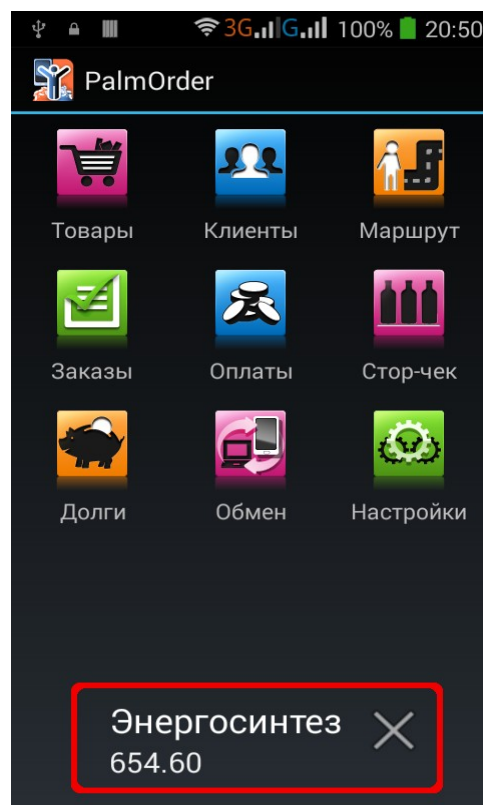 3G G 100% 20:50
PalmOrder
Товары Клиенты Маршрут
Заказы Оплаты Стор-чек
Долги Обмен Настройки
Энергосинтез
654.60